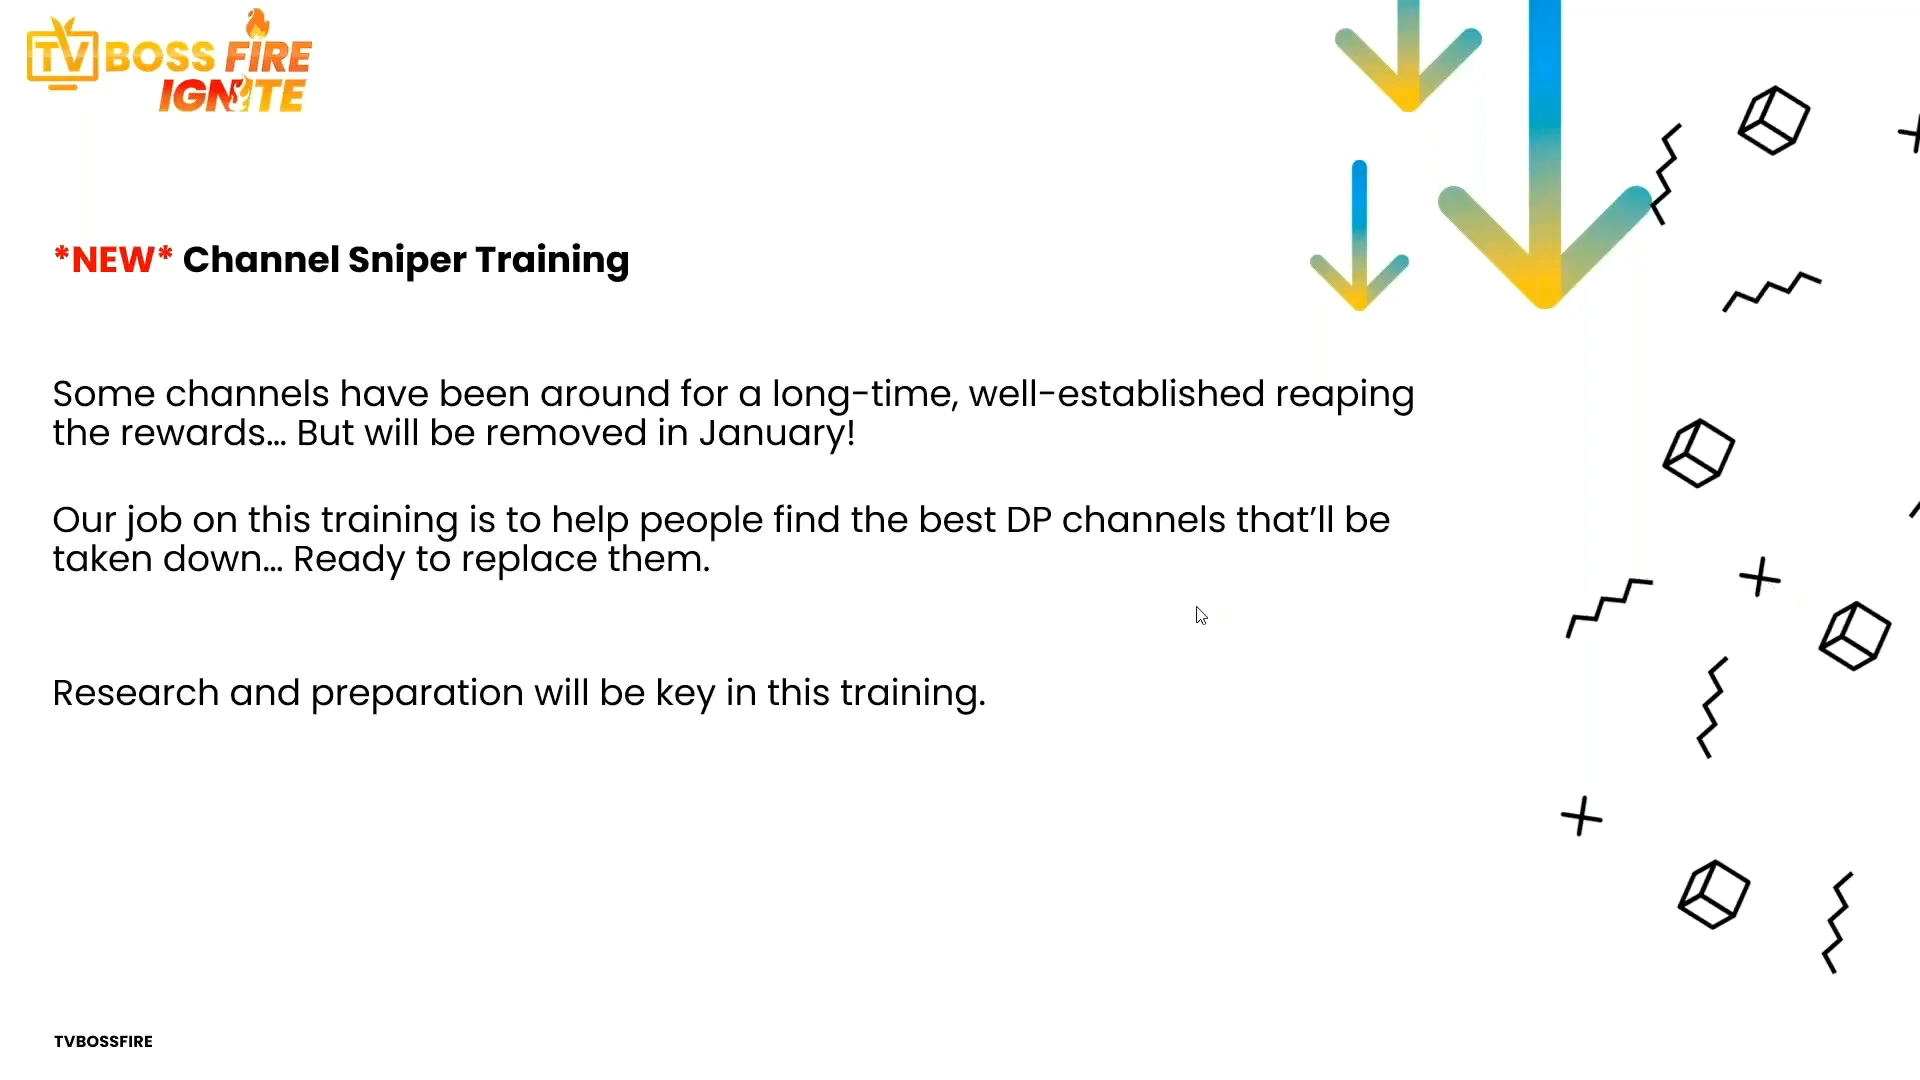 TV BOSS FIRE
IGNITE
*NEW* Channel Sniper Training
Some channels have been around for a long-time, well-established reaping
the rewards... But will be removed in January!
Our job on this training is to help people find the best DP channels that’ll be
taken down... Ready to replace them.
Research and preparation will be key in this training.
TVBOSSFIRE